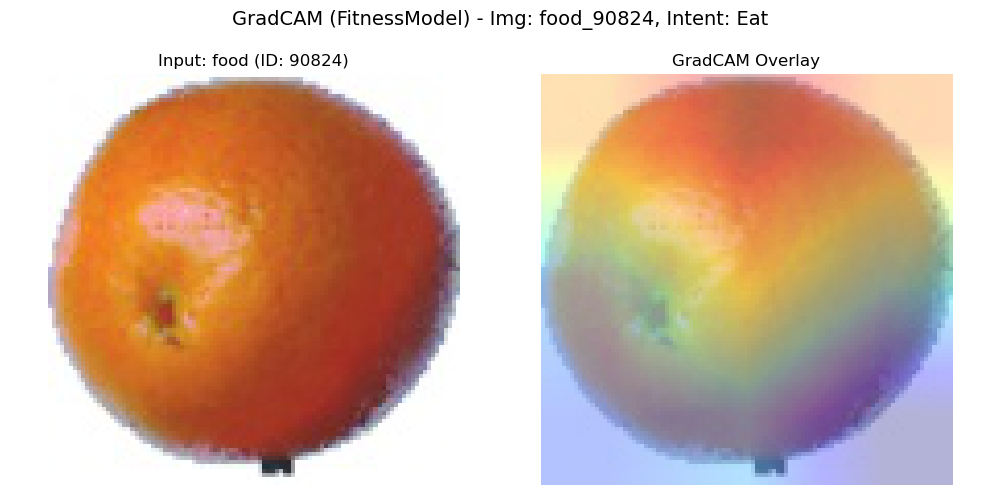 GradCAM (FitnessModel) - Img: food_90824, Intent: Eat
Input: food (ID: 90824)
GradCAM Overlay